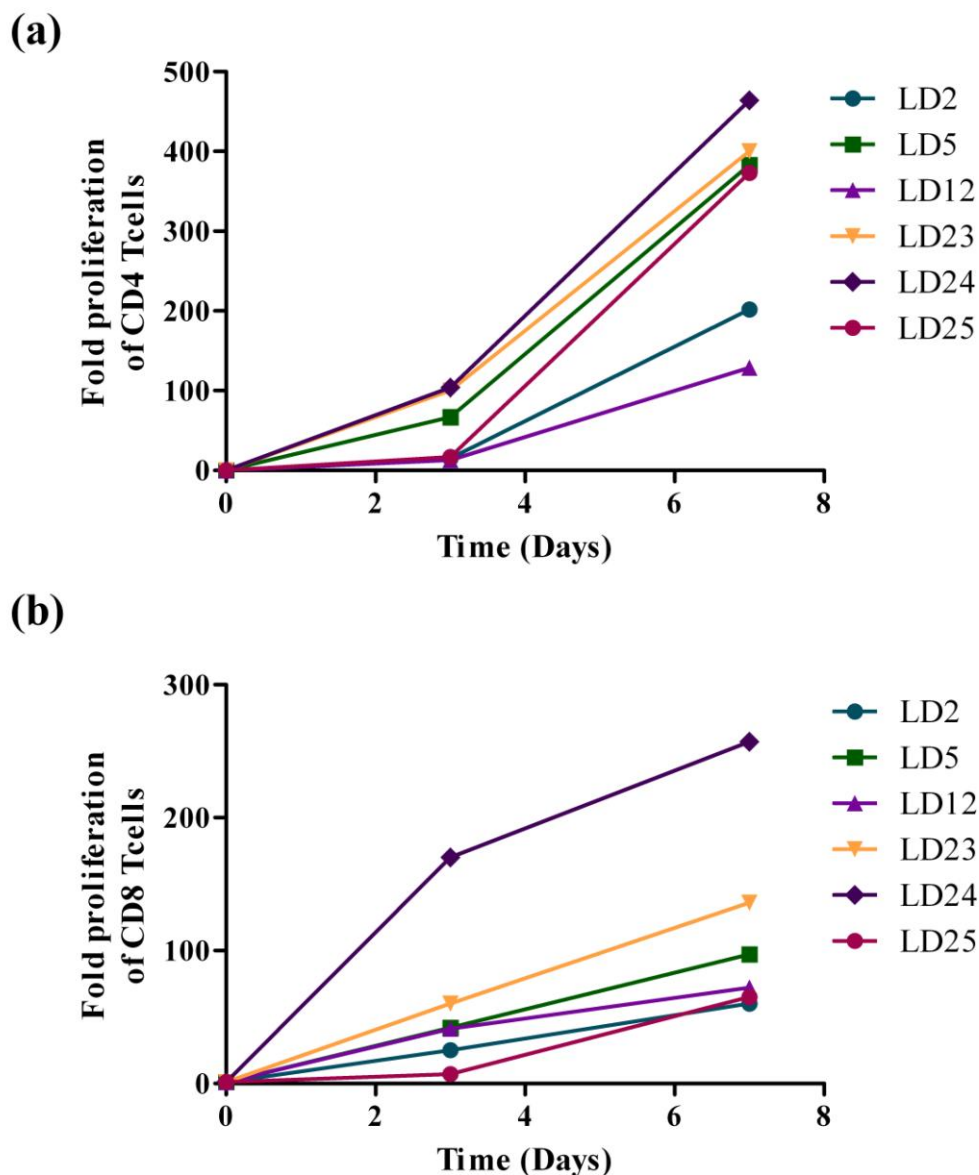 (a)
Fold proliferation
of CD4 Tcells
500
400
300
200
100
0
0 2 4 6 8
Time (Days)
LD2
LD5
LD12
LD23
LD24
LD25
(b)
Fold proliferation
of CD8 Tcells
300
200
100
0
0 2 4 6 8
Time (Days)
LD2
LD5
LD12
LD23
LD24
LD25